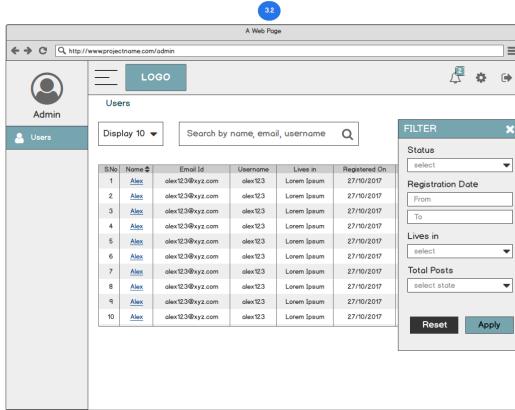 3.2
A Web Page
http://www.projectname.com/admin
LOGO
Admin
Users
Users
Display 10
Search by name, email, username
S.No Name Email Id Username Lives in Registered On
1 Alex alex123@xyz.com alex123 Lorem Ipsum 27/10/2017
2 Alex alex123@xyz.com alex123 Lorem Ipsum 27/10/2017
3 Alex alex123@xyz.com alex123 Lorem Ipsum 27/10/2017
4 Alex alex123@xyz.com alex123 Lorem Ipsum 27/10/2017
5 Alex alex123@xyz.com alex123 Lorem Ipsum 27/10/2017
6 Alex alex123@xyz.com alex123 Lorem Ipsum 27/10/2017
7 Alex alex123@xyz.com alex123 Lorem Ipsum 27/10/2017
8 Alex alex123@xyz.com alex123 Lorem Ipsum 27/10/2017
9 Alex alex123@xyz.com alex123 Lorem Ipsum 27/10/2017
10 Alex alex123@xyz.com alex123 Lorem Ipsum 27/10/2017
FILTER
Status
select
Registration Date
From
To
Lives in
select
Total Posts
select state
Reset Apply